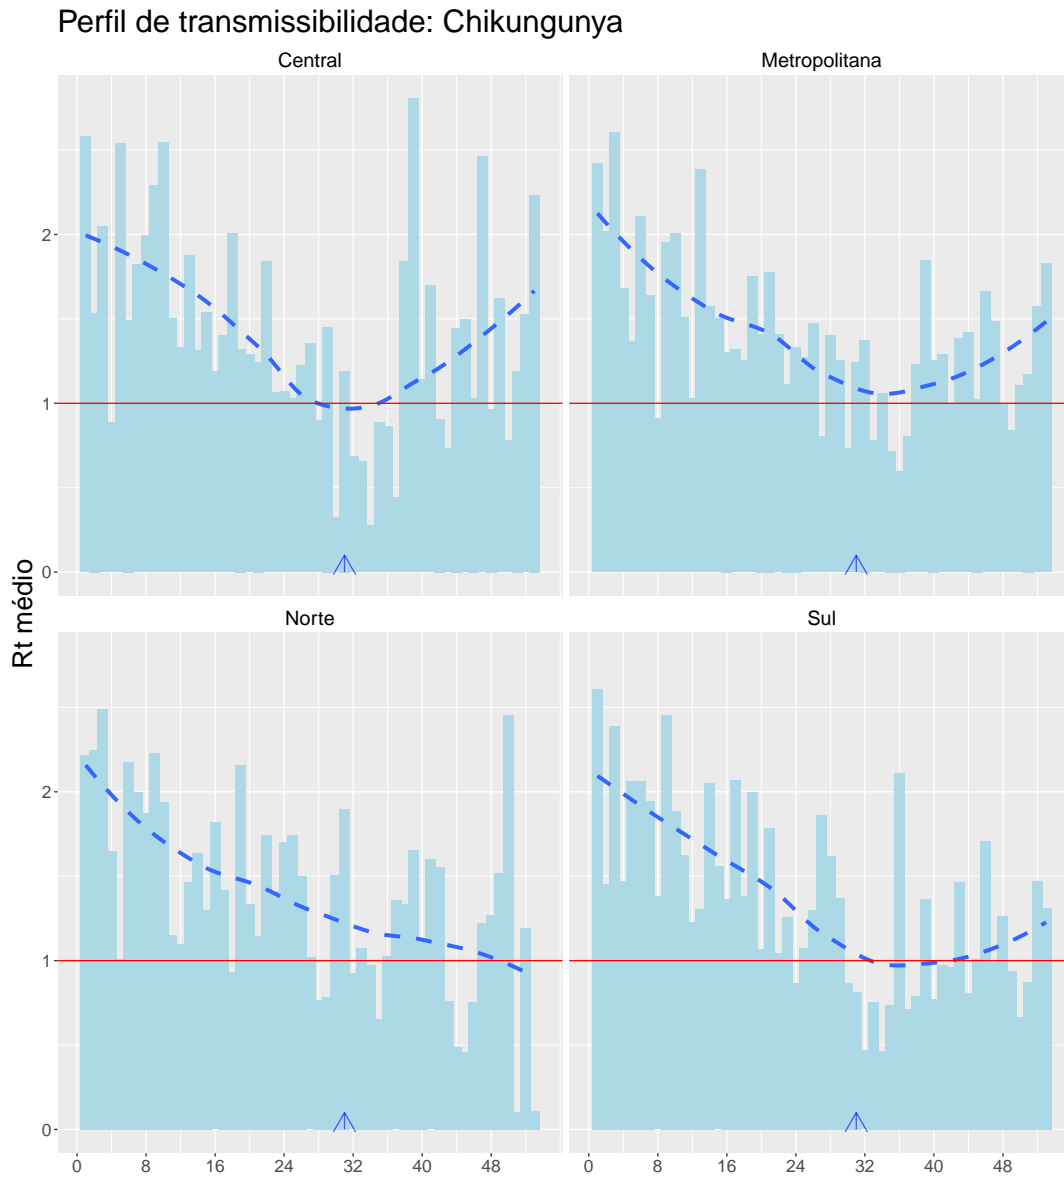 Perfil de transmissibilidade: Chikungunya
Central
Metropolitana
2
1
0
Norte
Sul
2
1
0
Rt médio
0 8 16 24 32 40 48
0 8 16 24 32 40 48